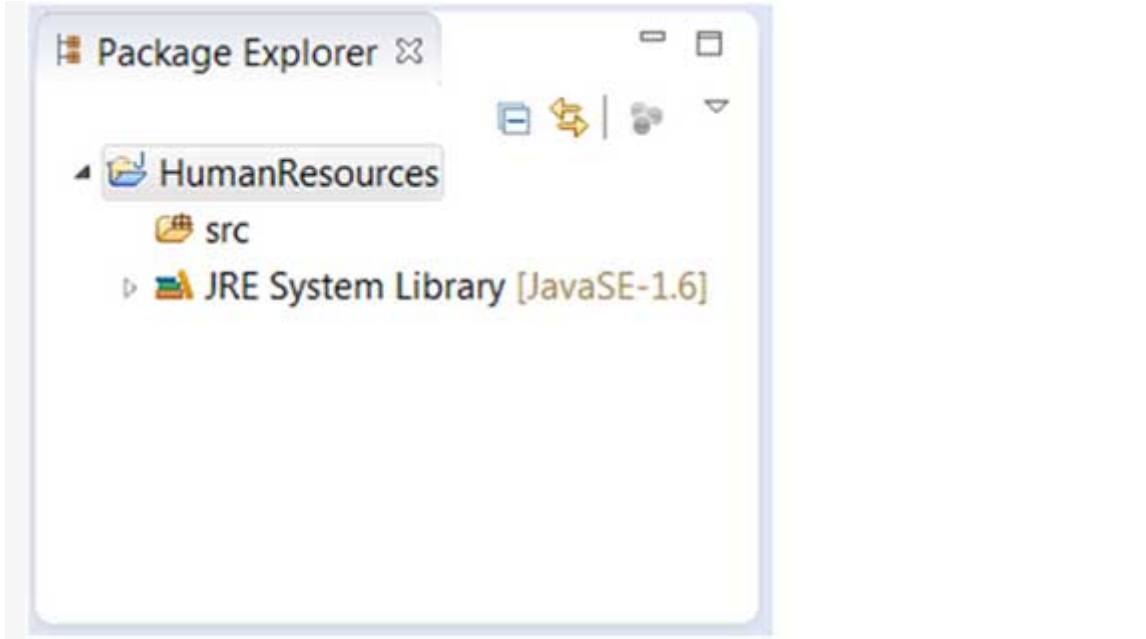 Package Explorer
HumanResources
src
JRE System Library [JavaSE-1.6]